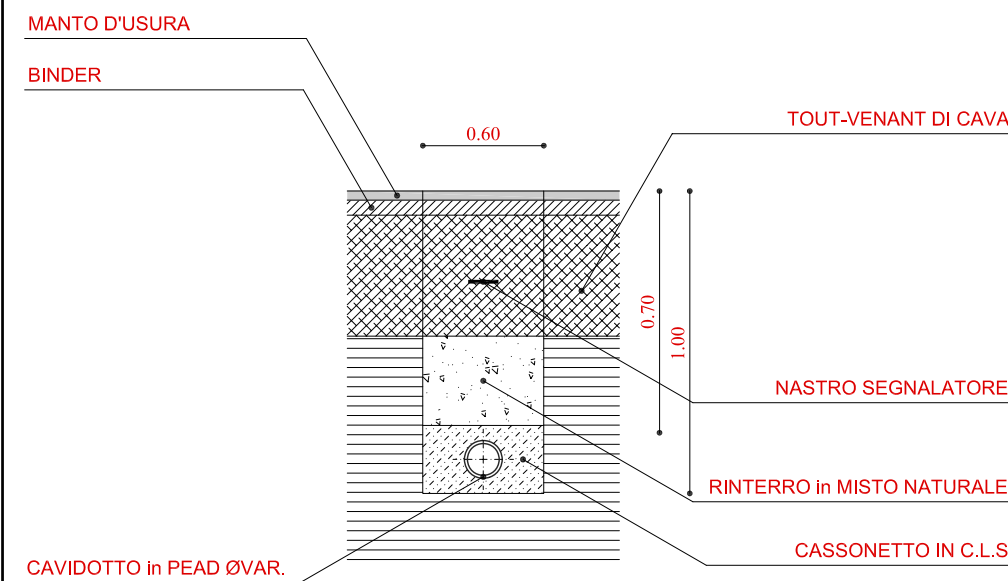 MANTO D'USURA
BINDER
0.60
TOUT-VENANT DI CAVA
0.70
1.00
NASTRO SEGNALATORE
RINTERRO in MISTO NATURALE
CASSONETTO IN C.L.S
CAVIDOTTO in PEAD ØVAR.